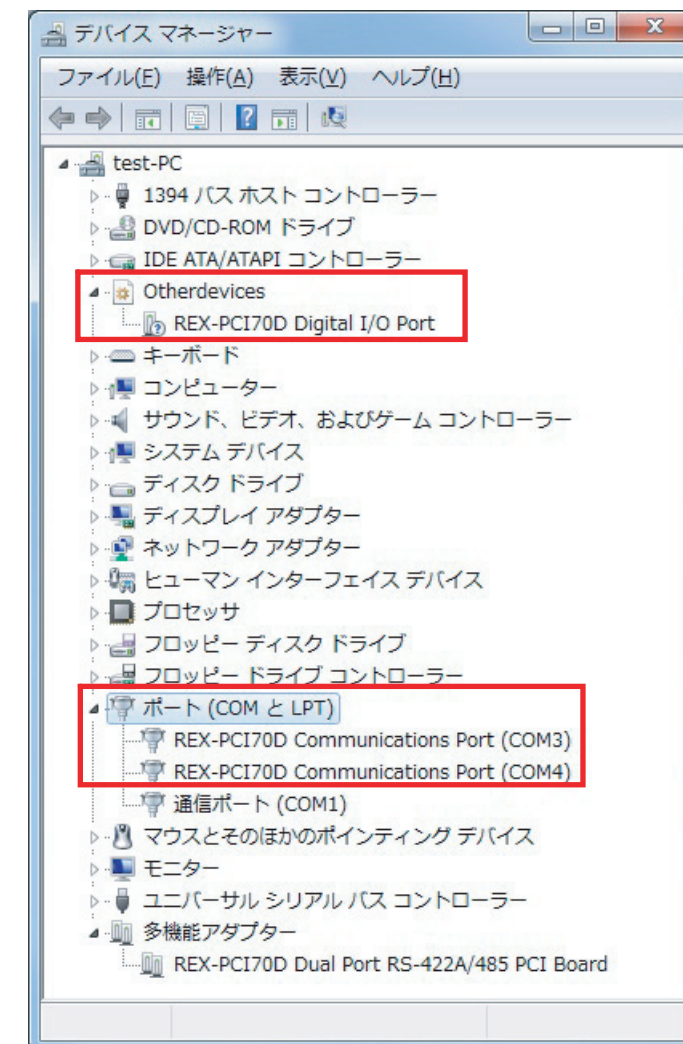 デバイス マネージャー
ファイル(F) 操作(A) 表示(V) ヘルプ(H)
test-PC
1394 バス ホスト コントローラー
DVD/CD-ROM ドライブ
IDE ATA/ATAPI コントローラー
Otherdevices
REX-PCI70D Digital I/O Port
キーボード
コンピューター
サウンド、ビデオ、およびゲーム コントローラー
システム デバイス
ディスク ドライブ
ディスプレイ アダプター
ネットワーク アダプター
ヒューマン インターフェイス デバイス
プロセッサ
フロッピー ディスク ドライブ
フロッピー ドライブ コントローラー
ポート (COM と LPT)
REX-PCI70D Communications Port (COM3)
REX-PCI70D Communications Port (COM4)
通信ポート (COM1)
マウスとそのほかのポインティング デバイス
モニター
ユニバーサル シリアル バス コントローラー
多機能アダプター
REX-PCI70D Dual Port RS-422A/485 PCI Board